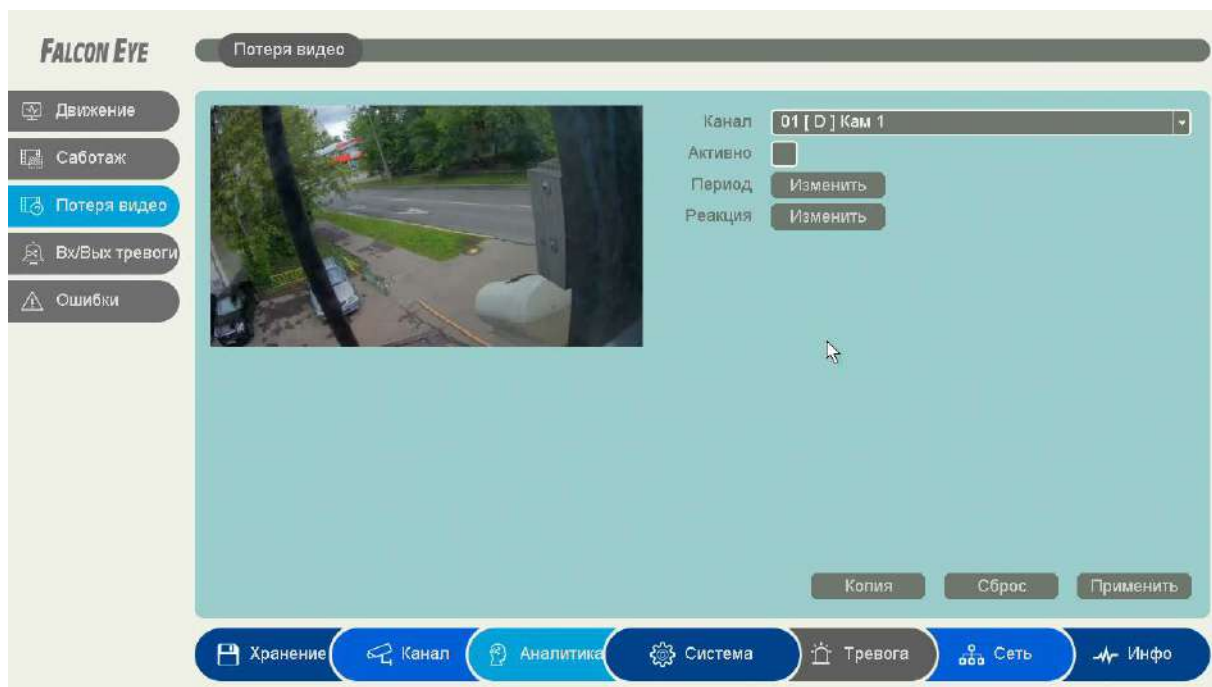 FALCON EYE
Потеря видео
Движение
Саботаж
Потеря видео
Вх/Вых тревоги
Ошибки
Канал 01 [ D ] Кам 1
Активно
Период Изменить
Реакция Изменить
Копия Сброс Применить
Хранение Канал Аналитика Система Тревога Сеть Инфо